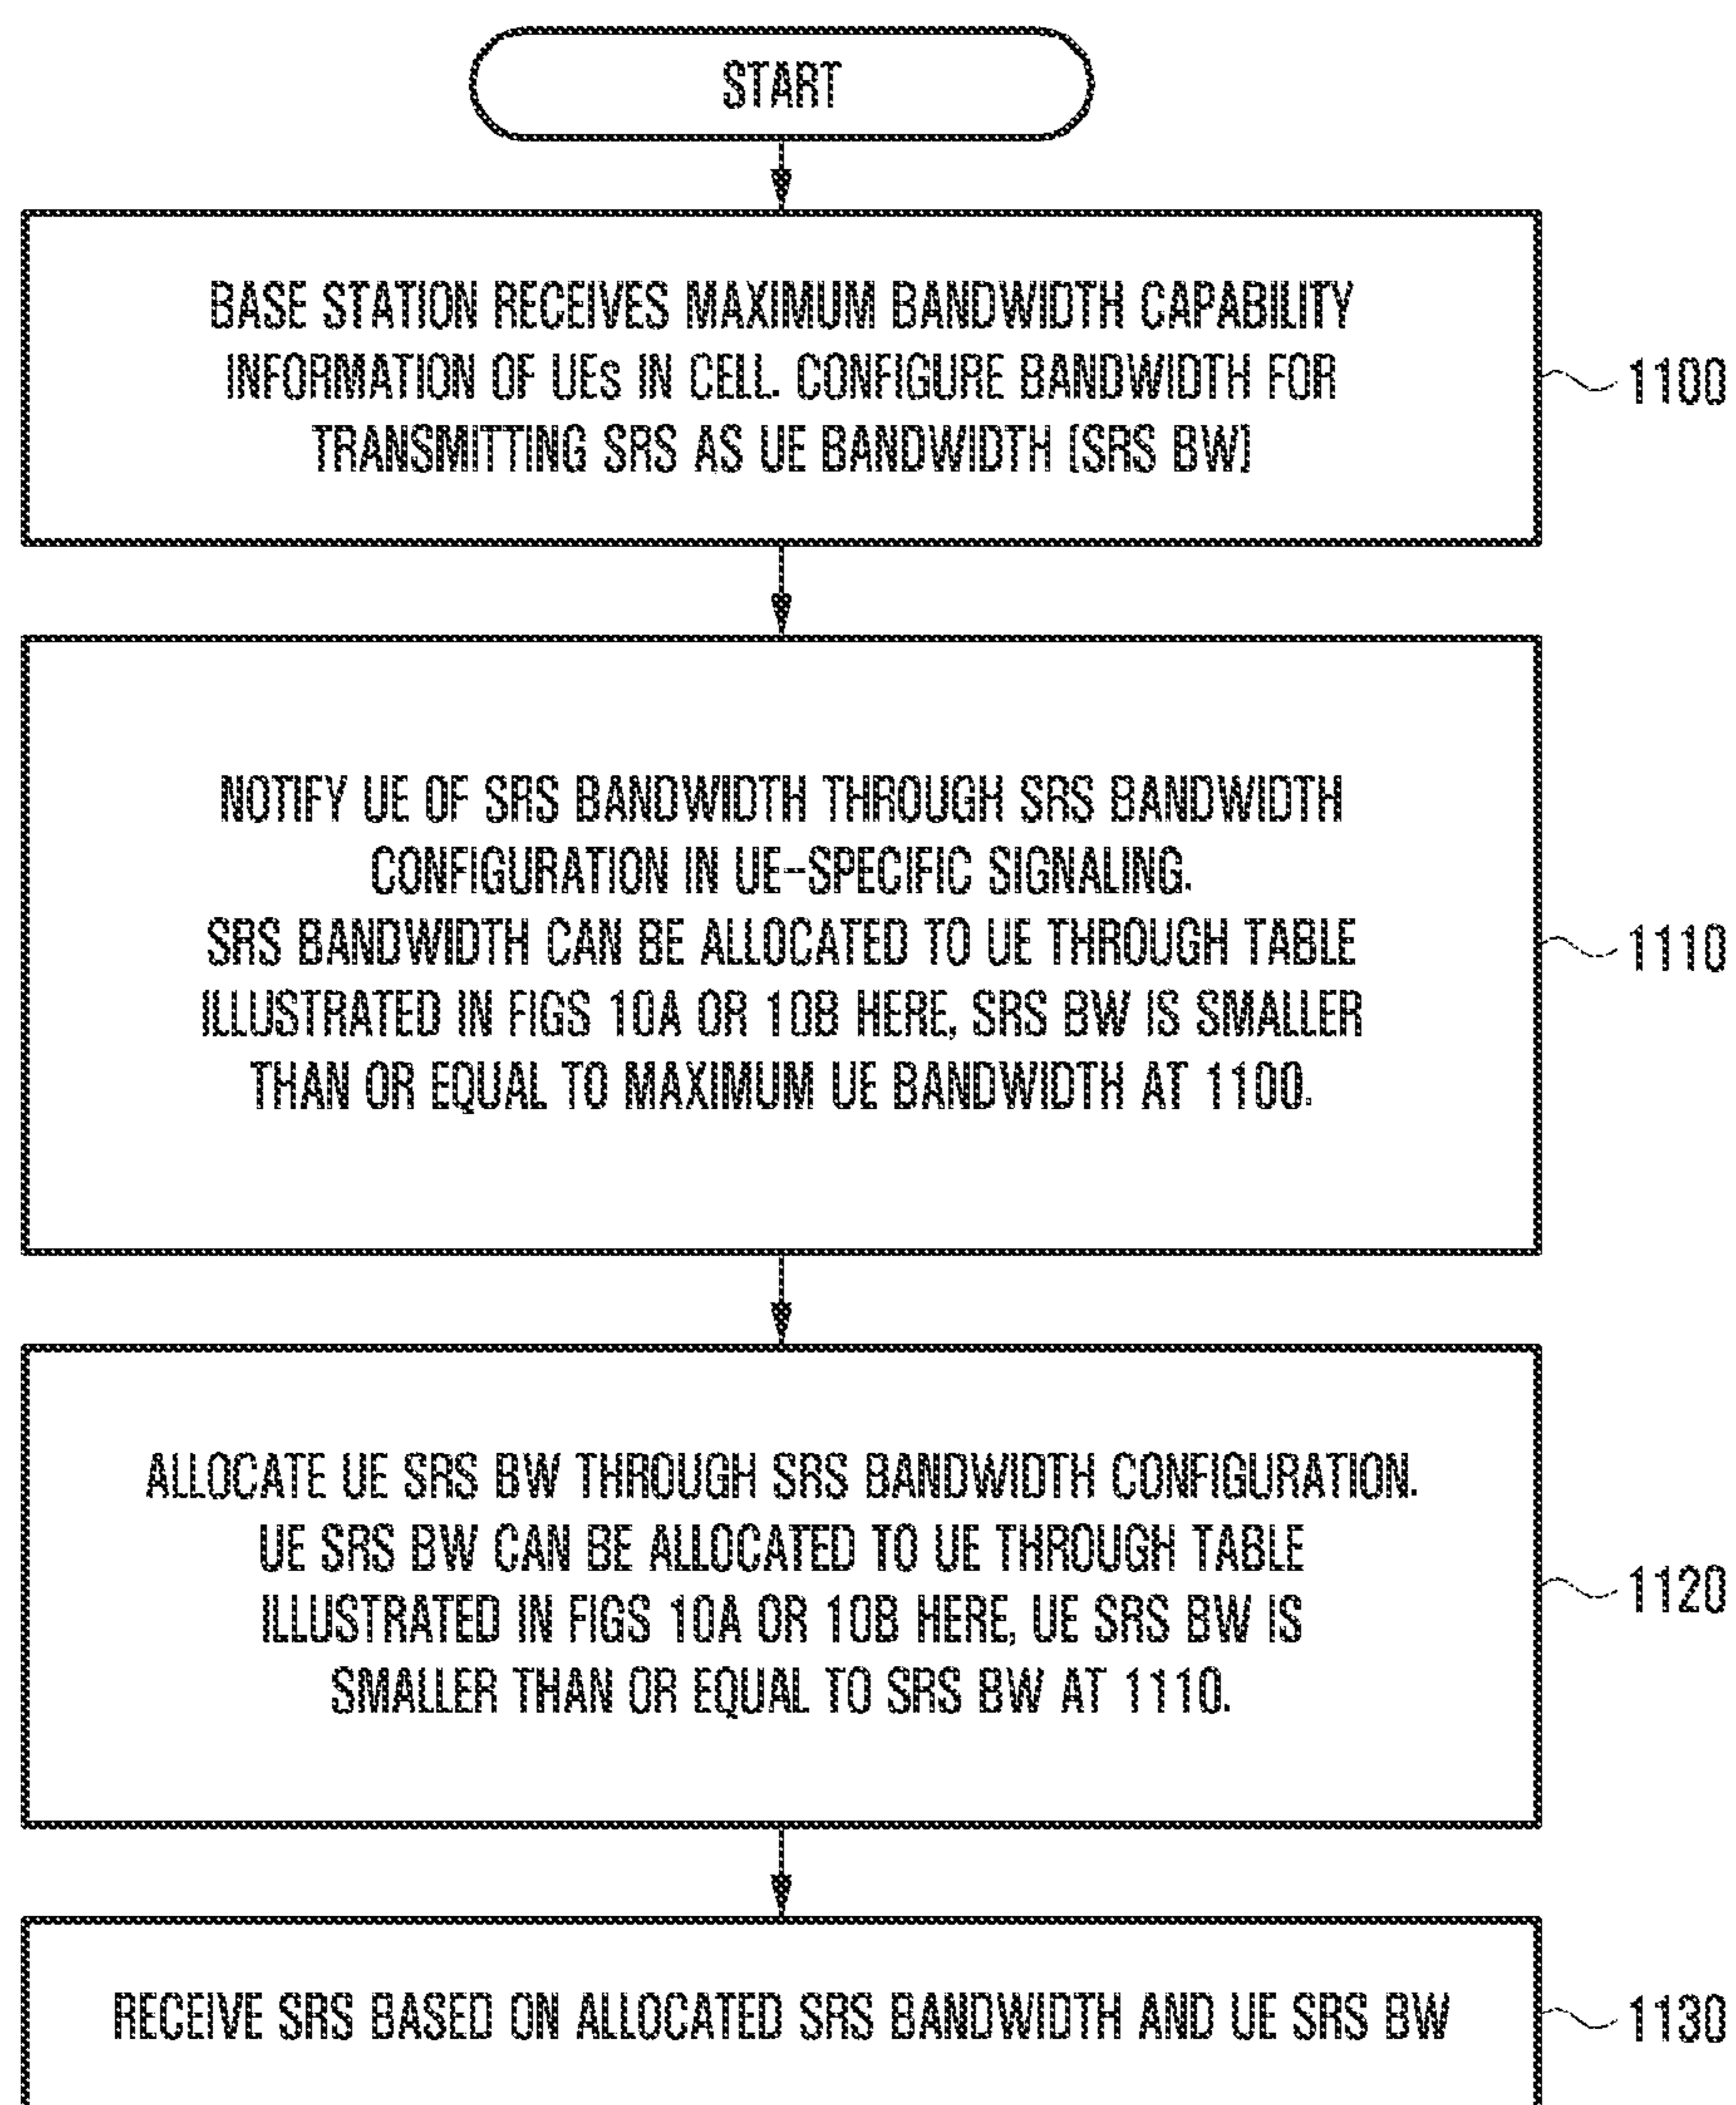 START
BASE STATION RECEIVES MAXIMUM BANDWIDTH CAPABILITY
INFORMATION OF UEs IN CELL. CONFIGURE BANDWIDTH FOR
TRANSMITTING SRS AS UE BANDWIDTH (SRS BW)
1100
NOTIFY UE OF SRS BANDWIDTH THROUGH SRS BANDWIDTH
CONFIGURATION IN UE-SPECIFIC SIGNALING.
SRS BANDWIDTH CAN BE ALLOCATED TO UE THROUGH TABLE
ILLUSTRATED IN FIGS 10A OR 10B HERE, SRS BW IS SMALLER
THAN OR EQUAL TO MAXIMUM UE BANDWIDTH AT 1100.
1110
ALLOCATE UE SRS BW THROUGH SRS BANDWIDTH CONFIGURATION.
UE SRS BW CAN BE ALLOCATED TO UE THROUGH TABLE
ILLUSTRATED IN FIGS 10A OR 10B HERE, UE SRS BW IS
SMALLER THAN OR EQUAL TO SRS BW AT 1110.
1120
RECEIVE SRS BASED ON ALLOCATED SRS BANDWIDTH AND UE SRS BW
1130